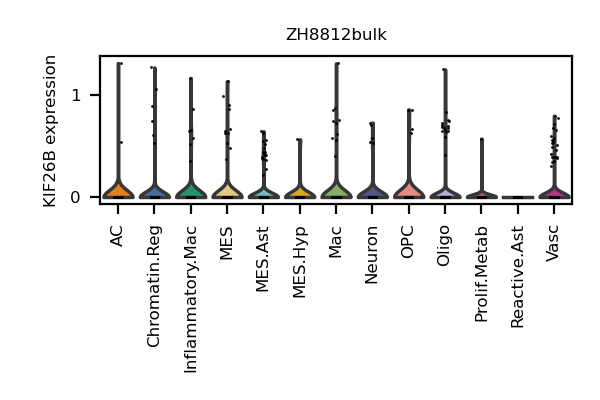 ZH8812bulk
KIF26B expression
1
0
AC
Chromatin.Reg
Inflammatory.Mac
MES
MES.Ast
MES.Hyp
Mac
Neuron
OPC
Oligo
Prolif.Metab
Reactive.Ast
Vasc